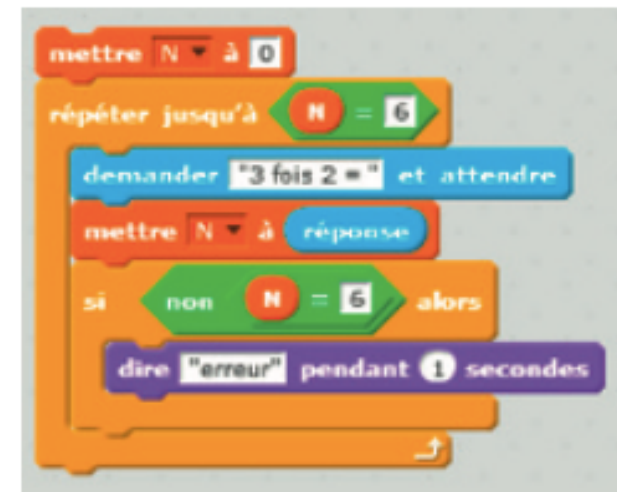 mettre N à 0
répéter jusqu'à N = 6
demander "3 fois 2 = " et attendre
mettre N à réponse
si non N = 6 alors
dire "erreur" pendant 1 secondes